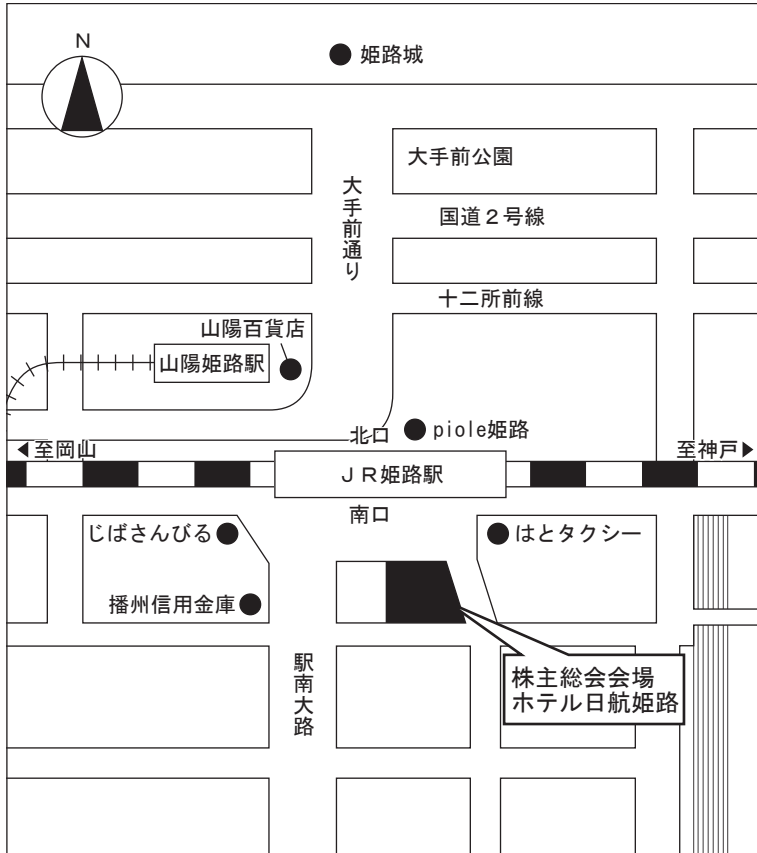 N
姫路城
大手前公園
大手前通り
国道２号線
十二所前線
山陽百貨店
山陽姫路駅
北口
piole姫路
◀至岡山
至神戸▶
ＪＲ姫路駅
南口
じばさんびる
はとタクシー
播州信用金庫
駅南大路
株主総会会場
ホテル日航姫路